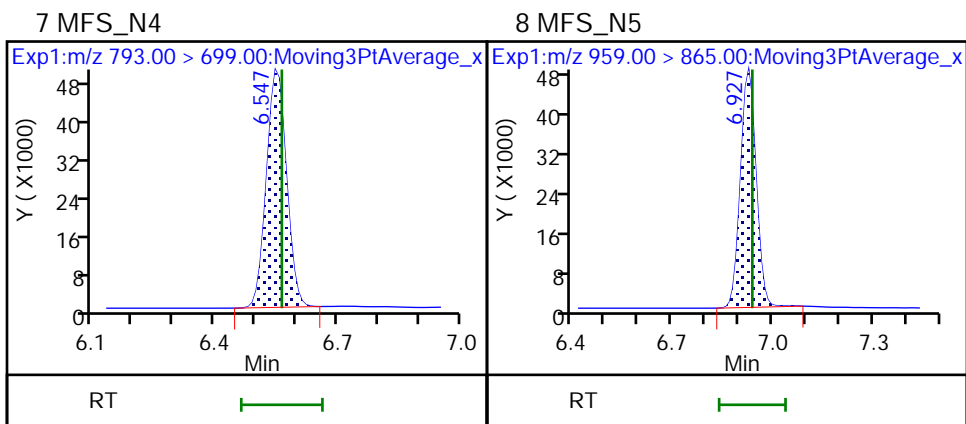 7 MFS_N4
Exp1:m/z 793.00 > 699.00:Moving3PtAverage_x
6.547
Y ( X1000)
48
40
32
24
16
8
0
6.1 6.4 6.7 7.0
Min
RT
8 MFS_N5
Exp1:m/z 959.00 > 865.00:Moving3PtAverage_x
6.927
Y ( X1000)
48
40
32
24
16
8
0
6.4 6.7 7.0 7.3
Min
RT